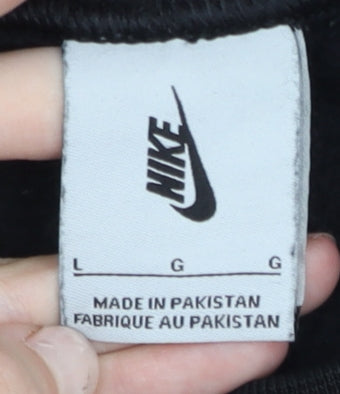 NIKE
L G G
MADE IN PAKISTAN
FABRIQUE AU PAKISTAN